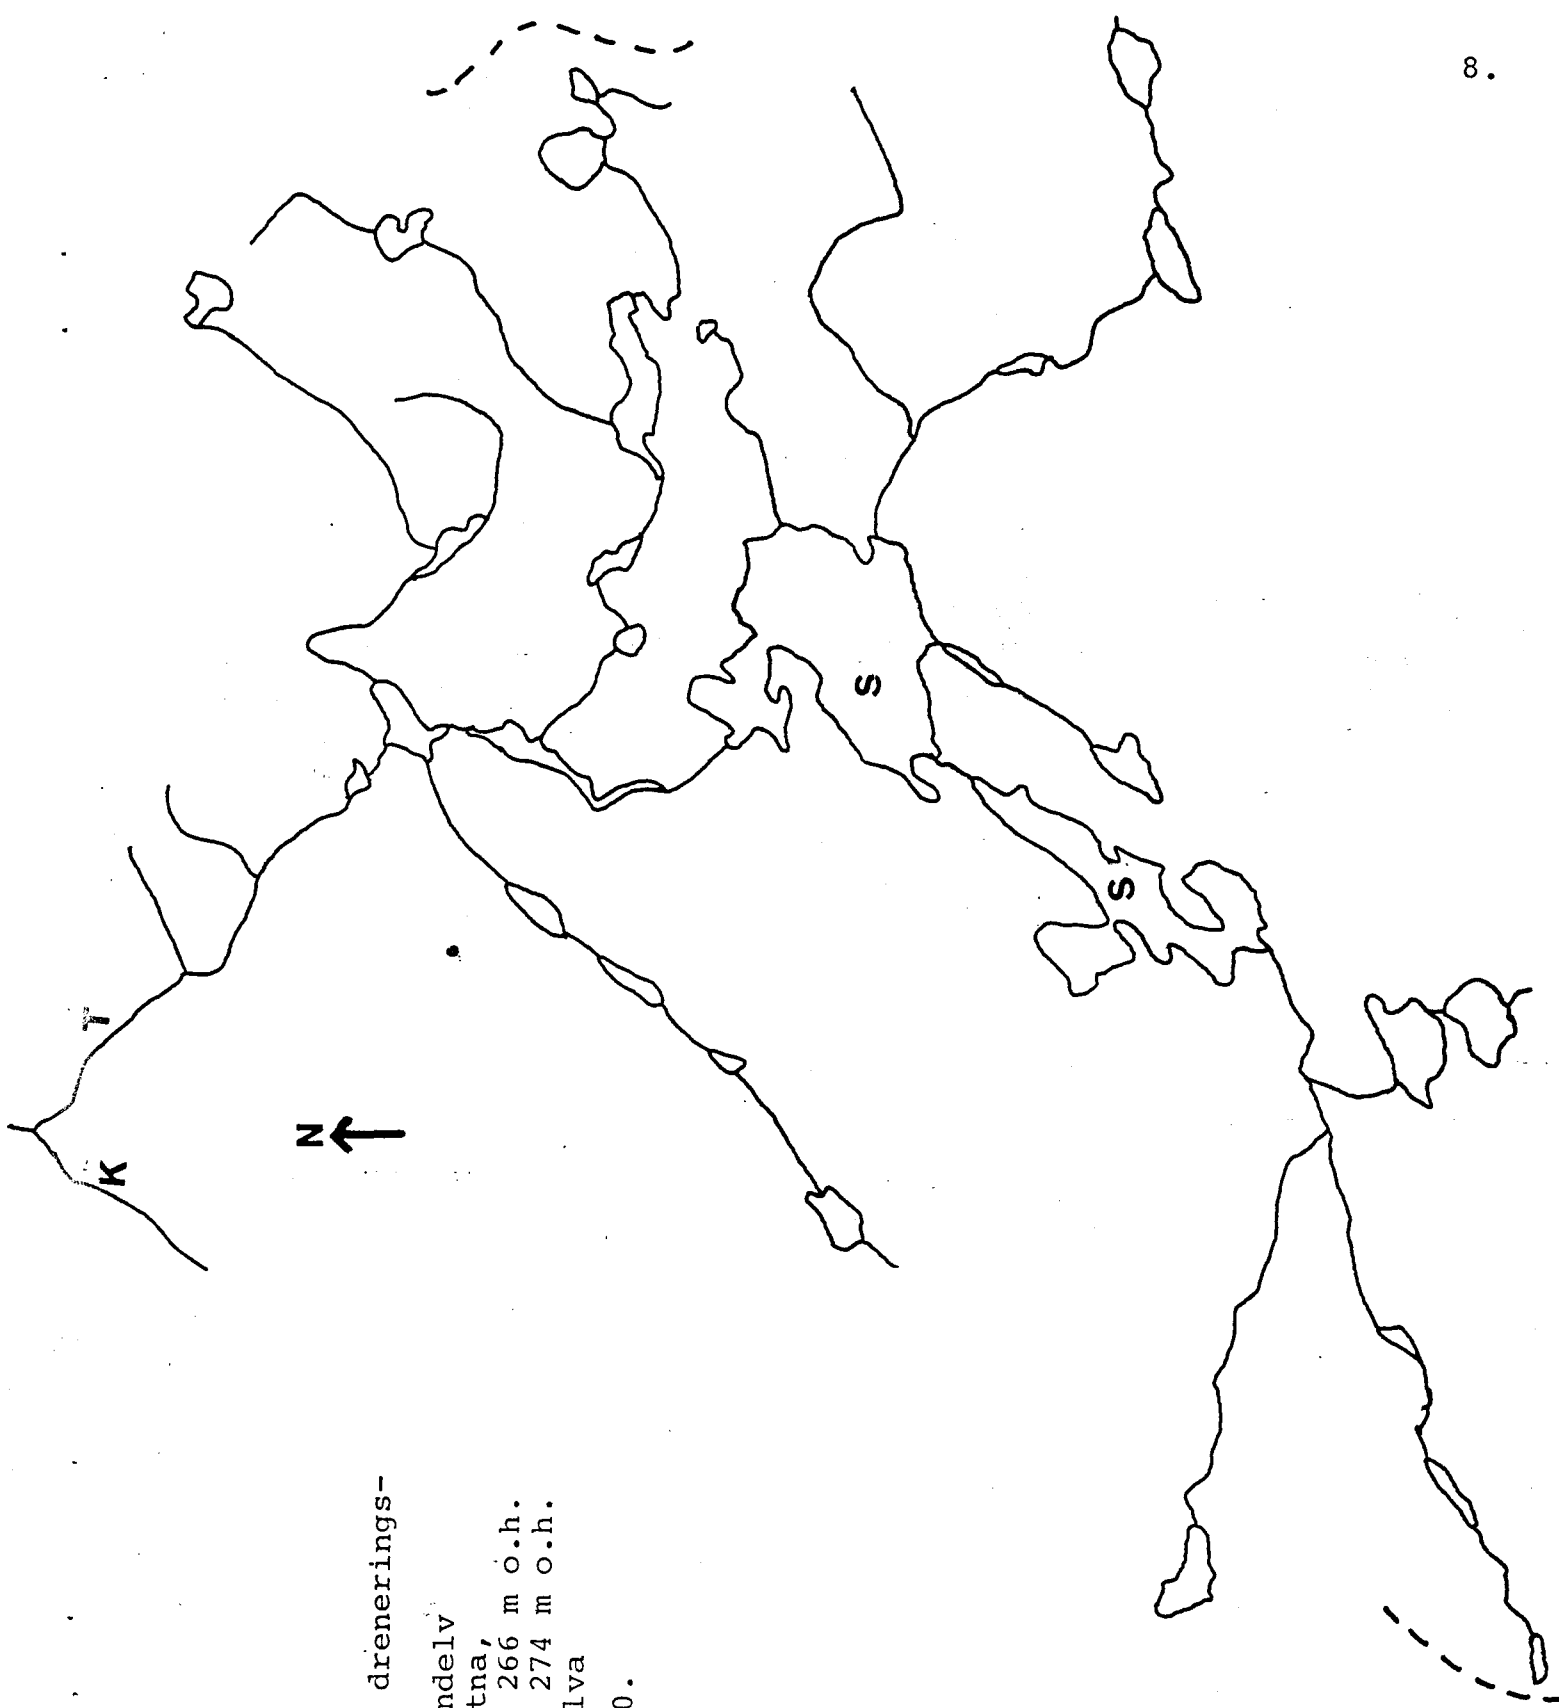 8.
S
S
T
K
N
drenerings-
ndelv
tna,
266 m o.h.
274 m o.h.
lva
0.